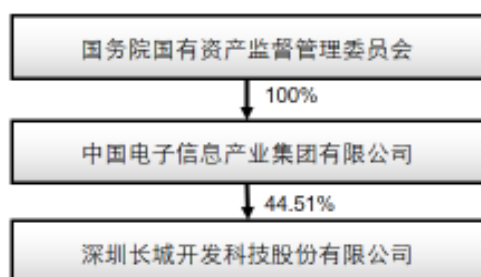 国务院国有资产监督管理委员会
100%
中国电子信息产业集团有限公司
44.51%
深圳长城开发科技股份有限公司